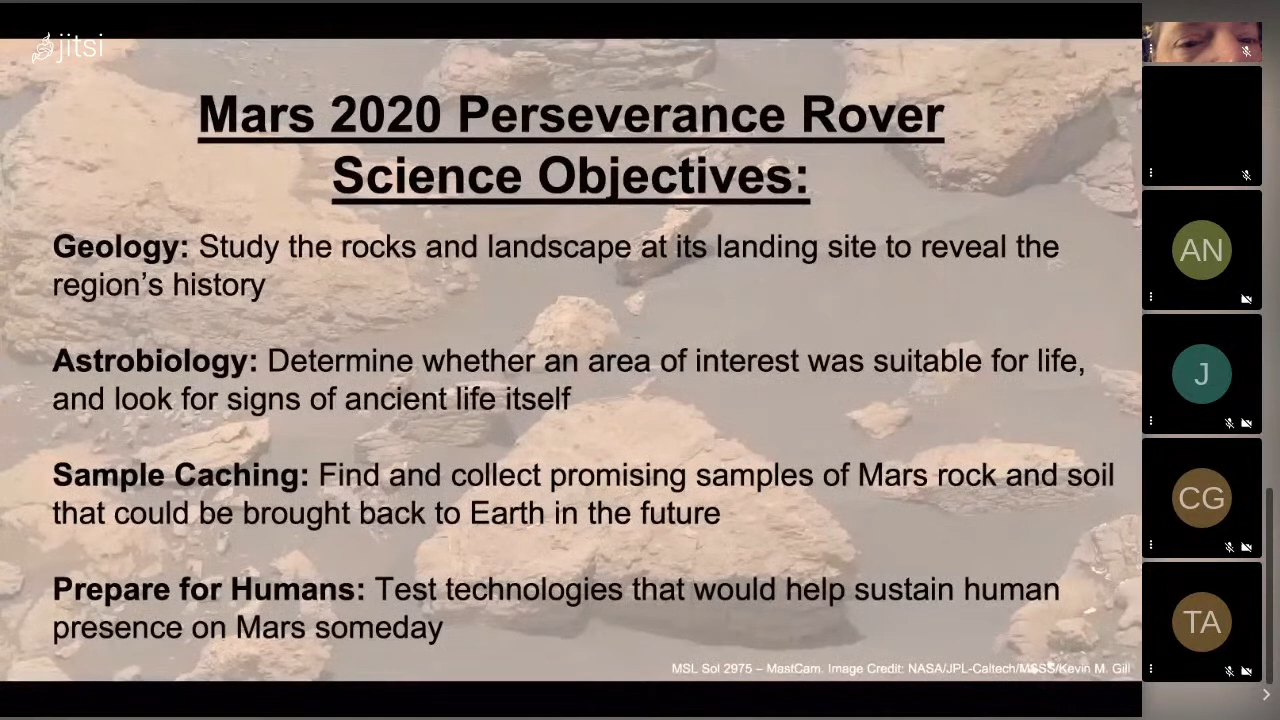 jitsi
Mars 2020 Perseverance Rover
Science Objectives:
Geology: Study the rocks and landscape at its landing site to reveal the
region’s history
Astrobiology: Determine whether an area of interest was suitable for life,
and look for signs of ancient life itself
Sample Caching: Find and collect promising samples of Mars rock and soil
that could be brought back to Earth in the future
Prepare for Humans: Test technologies that would help sustain human
presence on Mars someday
MSL Sol 2975 – MastCam. Image Credit: NASA/JPL-Caltech/MSSS/Kevin M. Gill
AN
J
CG
TA